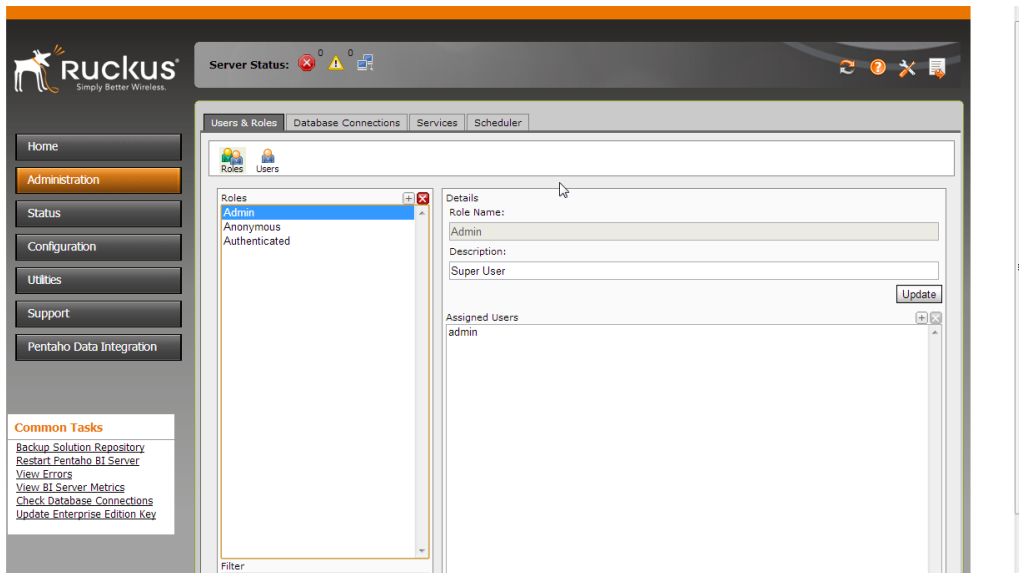 Ruckus
Simply Better Wireless.
Server Status: 0 0
Home
Administration
Status
Configuration
Utilities
Support
Pentaho Data Integration
Common Tasks
Backup Solution Repository
Restart Pentaho BI Server
View Errors
View BI Server Metrics
Check Database Connections
Update Enterprise Edition Key
Users & Roles Database Connections Services Scheduler
Roles Users
Roles
Admin
Anonymous
Authenticated
Filter
Details
Role Name:
Admin
Description:
Super User
Update
Assigned Users
admin